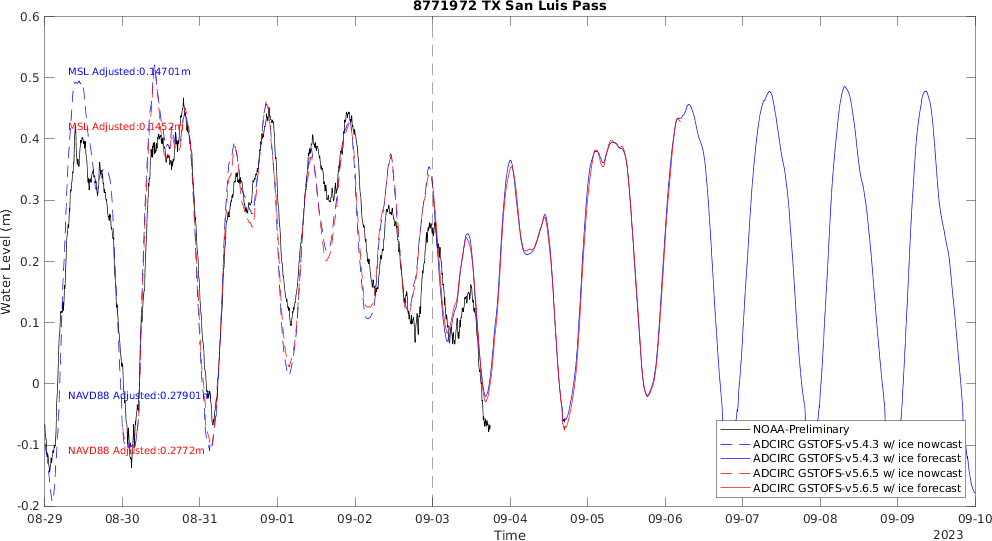 8771972 TX San Luis Pass
0.6
0.5
0.4
0.3
0.2
0.1
0
-0.1
-0.2
Water Level (m)
MSL Adjusted:0.14701m
MSL Adjusted:0.1452m
NAVD88 Adjusted:0.27901m
NAVD88 Adjusted:0.2772m
NOAA-Preliminary
ADCIRC GSTOFS-v5.4.3 w/ ice nowcast
ADCIRC GSTOFS-v5.4.3 w/ ice forecast
ADCIRC GSTOFS-v5.6.5 w/ ice nowcast
ADCIRC GSTOFS-v5.6.5 w/ ice forecast
08-29 08-30 08-31 09-01 09-02 09-03 09-04 09-05 09-06 09-07 09-08 09-09 09-10
Time
2023